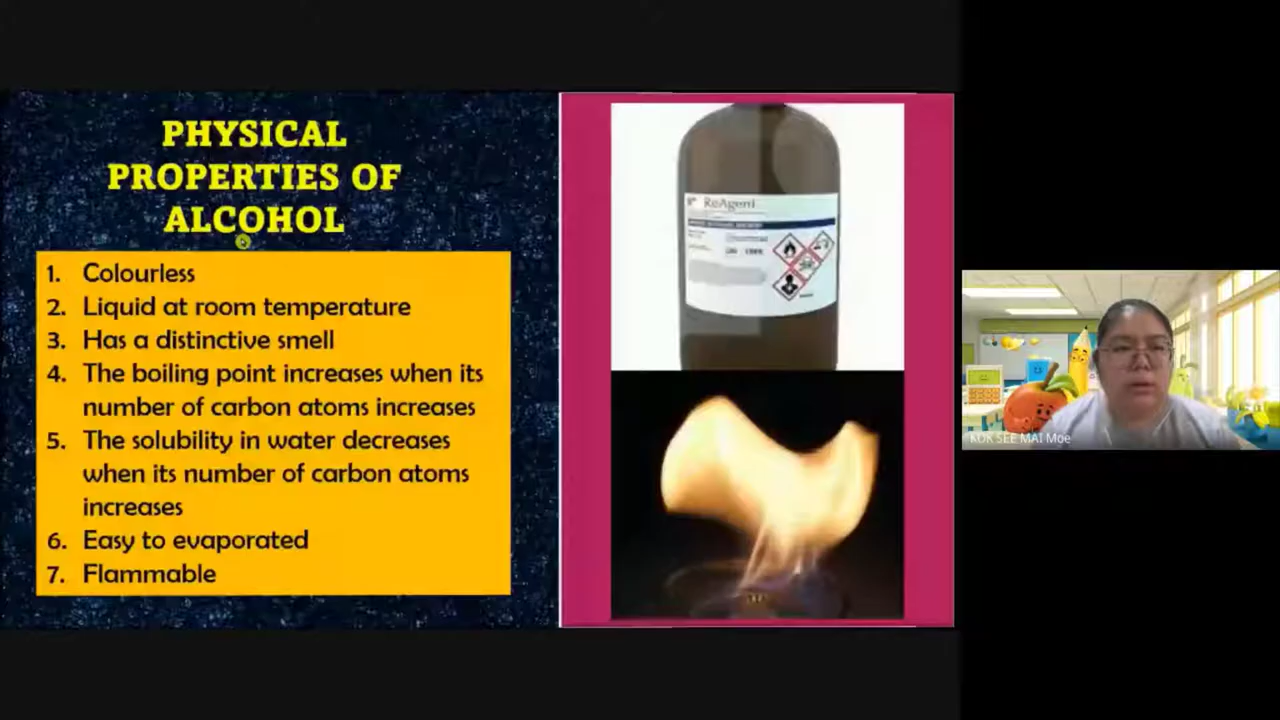 PHYSICAL
PROPERTIES OF
ALCOHOL
1. Colourless
2. Liquid at room temperature
3. Has a distinctive smell
4. The boiling point increases when its
number of carbon atoms increases
5. The solubility in water decreases
when its number of carbon atoms
increases
6. Easy to evaporated
7. Flammable
ReAgent
KOK SEE MAI Moe